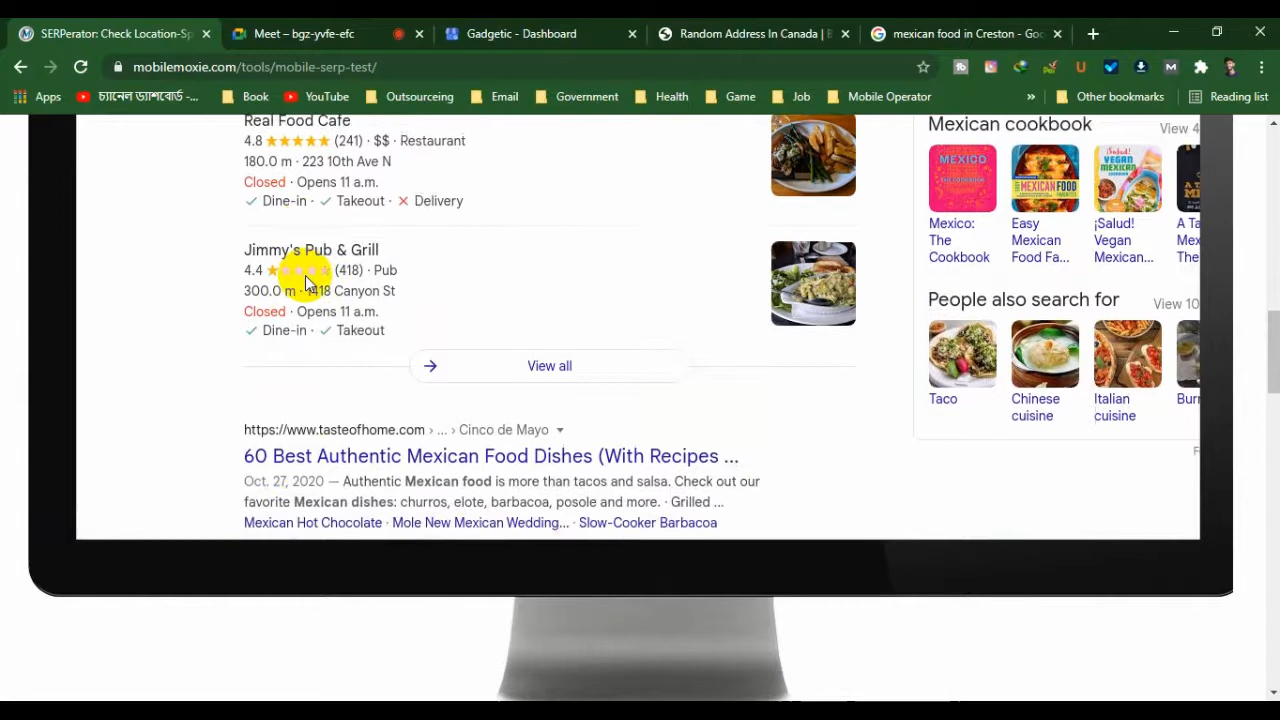 SERPerator: Check Location-Sp
Meet – bgz-yvfe-efc
Gadgetic - Dashboard
Random Address In Canada | B
mexican food in Creston - Goo
mobilemoxie.com/tools/mobile-serp-test/
Apps
চ্যানেল ড্যাশবোর্ড -...
Book
YouTube
Outsourceing
Email
Government
Health
Game
Job
Mobile Operator
»
Other bookmarks
Reading list
Real Food Cafe
4.8 (241) · $$ · Restaurant
180.0 m · 223 10th Ave N
Closed · Opens 11 a.m.
Dine-in · Takeout · Delivery
Jimmy's Pub & Grill
4.4 (418) · Pub
300.0 m · 1418 Canyon St
Closed · Opens 11 a.m.
Dine-in · Takeout
View all
https://www.tasteofhome.com › ... › Cinco de Mayo
60 Best Authentic Mexican Food Dishes (With Recipes ...
Oct. 27, 2020 — Authentic Mexican food is more than tacos and salsa. Check out our
favorite Mexican dishes: churros, elote, barbacoa, posole and more. · Grilled ...
Mexican Hot Chocolate · Mole New Mexican Wedding... · Slow-Cooker Barbacoa
Mexican cookbook
View 4
Mexico:
The
Cookbook
Easy
Mexican
Food Fa...
¡Salud!
Vegan
Mexican...
A Ta
Mex
The
People also search for
View 10
Taco
Chinese
cuisine
Italian
cuisine
Burr
F